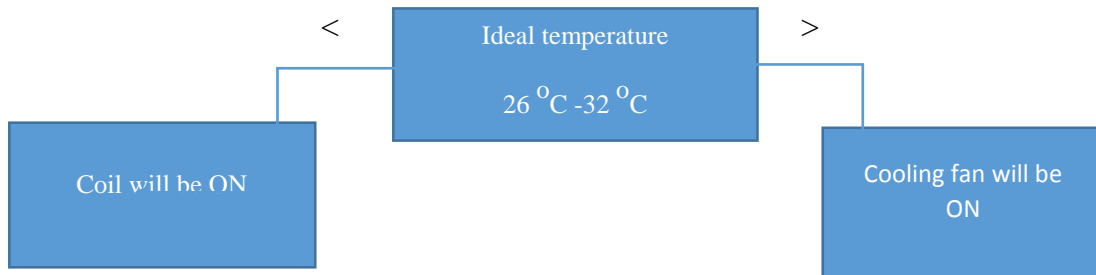 <
Ideal temperature
>
26 °C -32 °C
Coil will be ON
Cooling fan will be
ON